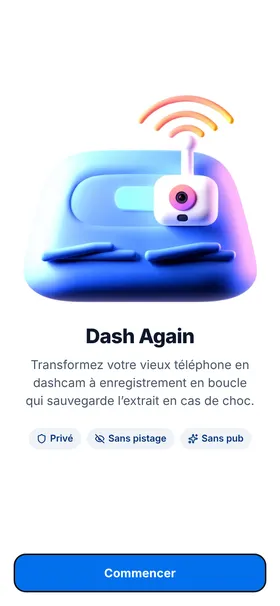 Dash Again
Transformez votre vieux téléphone en
dashcam à enregistrement en boucle
qui sauvegarde l’extrait en cas de choc.
Privé
Sans pistage
Sans pub
Commencer